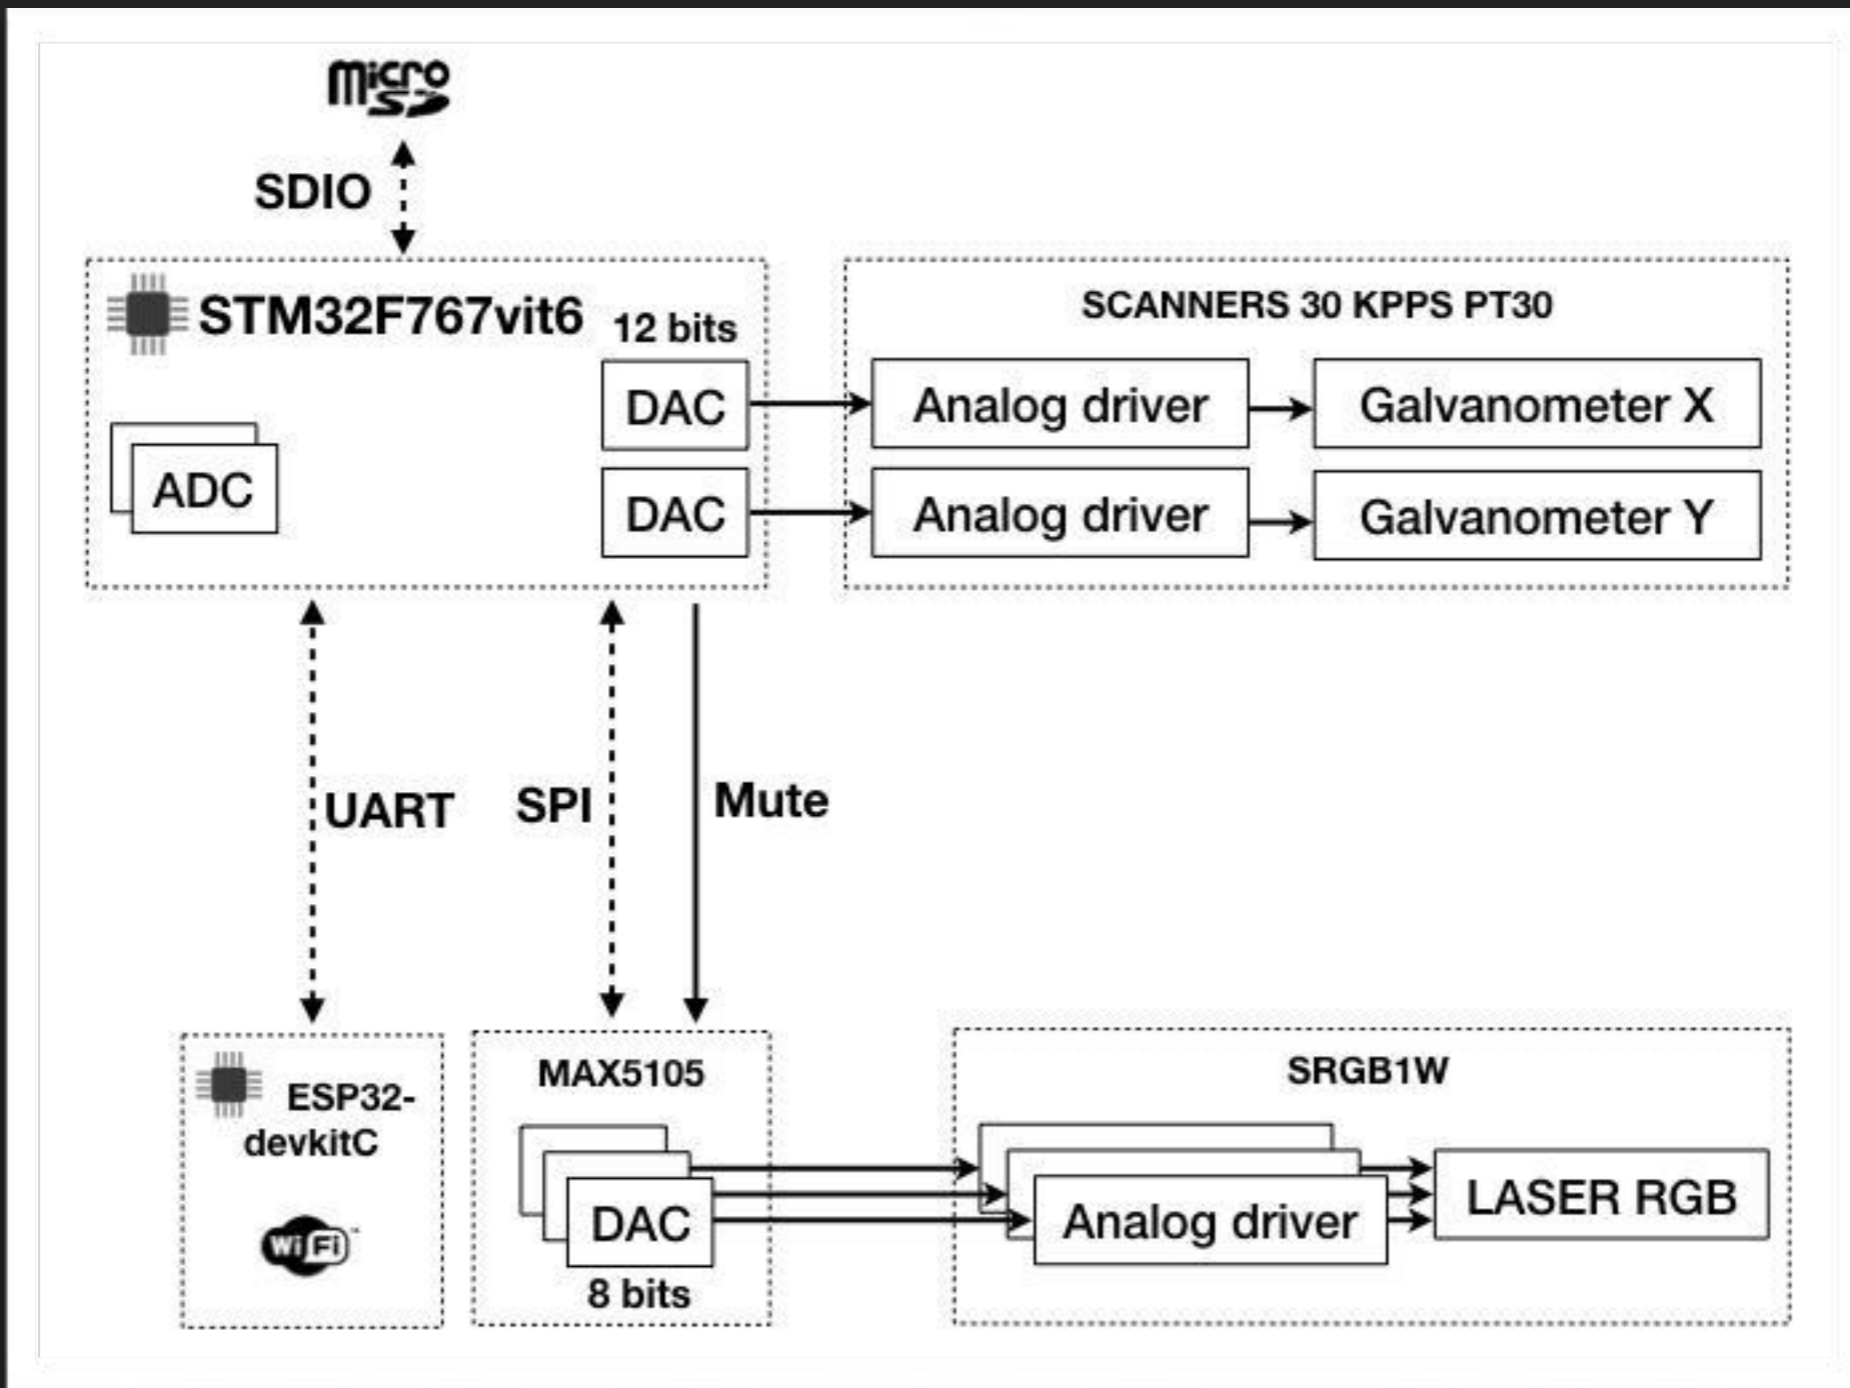 micro
SD
SDIO
STM32F767vit6
12 bits
DAC
DAC
ADC
SCANNERS 30 KPPS PT30
Analog driver
Galvanometer X
Analog driver
Galvanometer Y
UART
SPI
Mute
ESP32-
devkitC
WiFi
MAX5105
DAC
8 bits
SRGB1W
Analog driver
LASER RGB